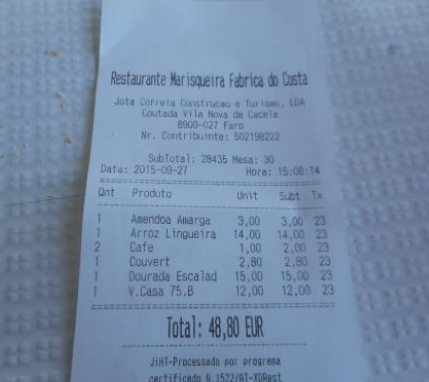 Restaurante Marisqueira Fabrica do Costa
Jota Correia Construcao e Turismo, LDA
Coutada Vila Nova de Cacela
8900-027 Faro
Nr. Contribuinte: 502198222
SubTotal: 28435 Mesa: 30
Data: 2015-09-27 Hora: 15:08:14
Qnt Produto Unit Subt Tx
1 Amendoa Amarga 3,00 3,00 23
1 Arroz Lingueira 14,00 14,00 23
2 Cafe 1,00 2,00 23
1 Couvert 2,80 2,80 23
1 Dourada Escalad 15,00 15,00 23
1 V.Casa 75.B 12,00 12,00 23
Total: 48,80 EUR
JiHT-Processado por programa
certificado N.1522/AT-XDRest